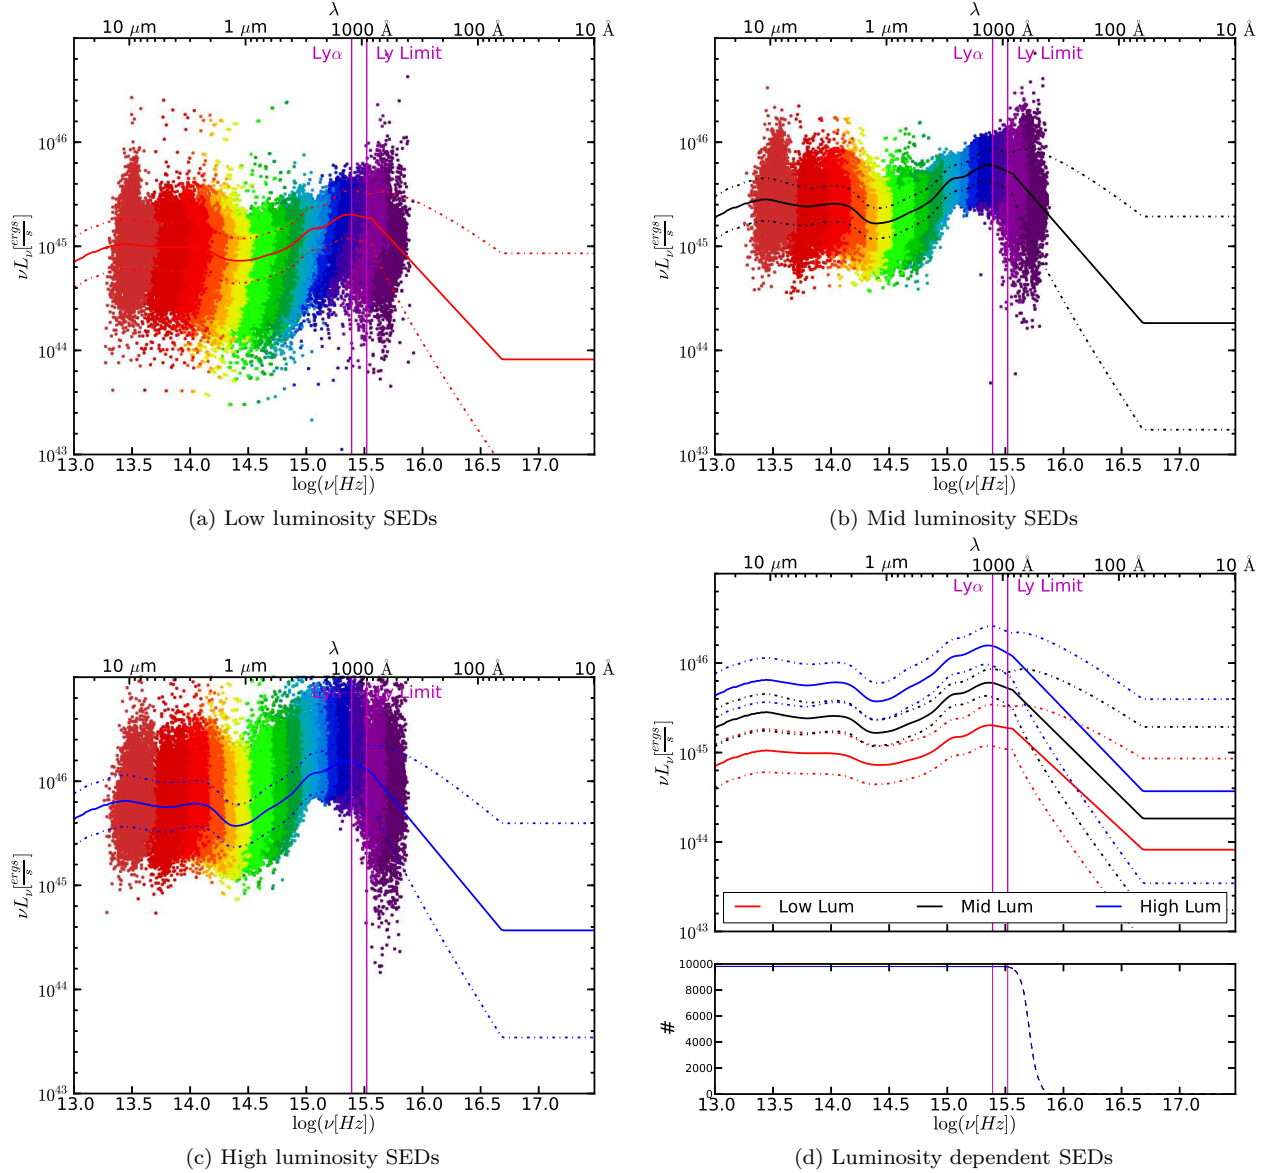 λ
10 μm 1 μm 1000 Å 100 Å 10 Å
Lyα Ly Limit
10^46
10^45
10^44
10^43
νL_ν[ergs/s]
13.0 13.5 14.0 14.5 15.0 15.5 16.0 16.5 17.0
log(ν[Hz])
(a) Low luminosity SEDs
λ
10 μm 1 μm 1000 Å 100 Å 10 Å
Lyα Ly Limit
10^46
10^45
10^44
10^43
νL_ν[ergs/s]
13.0 13.5 14.0 14.5 15.0 15.5 16.0 16.5 17.0
log(ν[Hz])
(b) Mid luminosity SEDs
λ
10 μm 1 μm 1000 Å 100 Å 10 Å
Limit
10^46
10^45
10^44
10^43
νL_ν[ergs/s]
13.0 13.5 14.0 14.5 15.0 15.5 16.0 16.5 17.0
log(ν[Hz])
(c) High luminosity SEDs
λ
10 μm 1 μm 1000 Å 100 Å 10 Å
Lyα Ly Limit
10^46
10^45
10^44
10^43
νL_ν[ergs/s]
Low Lum Mid Lum High Lum
10000
8000
6000
4000
2000
0
#
13.0 13.5 14.0 14.5 15.0 15.5 16.0 16.5 17.0
log(ν[Hz])
(d) Luminosity dependent SEDs